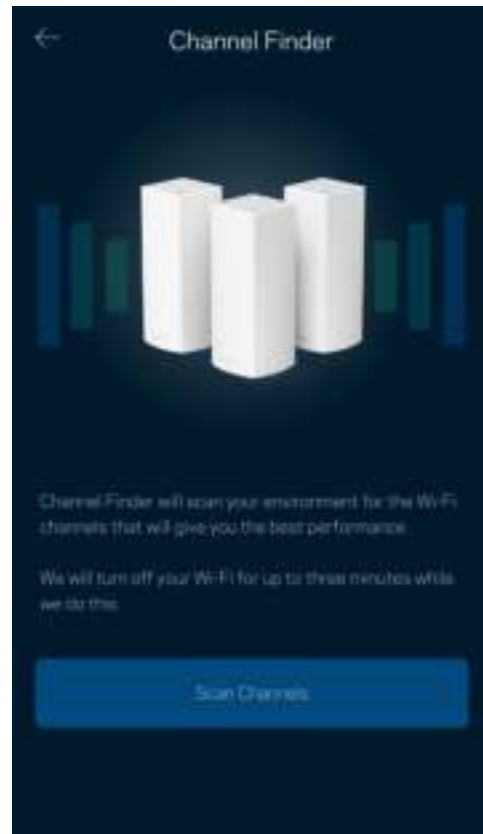 Channel Finder
Channel Finder will scan your environment for the Wi-Fi
channels that will give you the best performance.
We will turn off your Wi-Fi for up to three minutes while
we do this.
Scan Channels